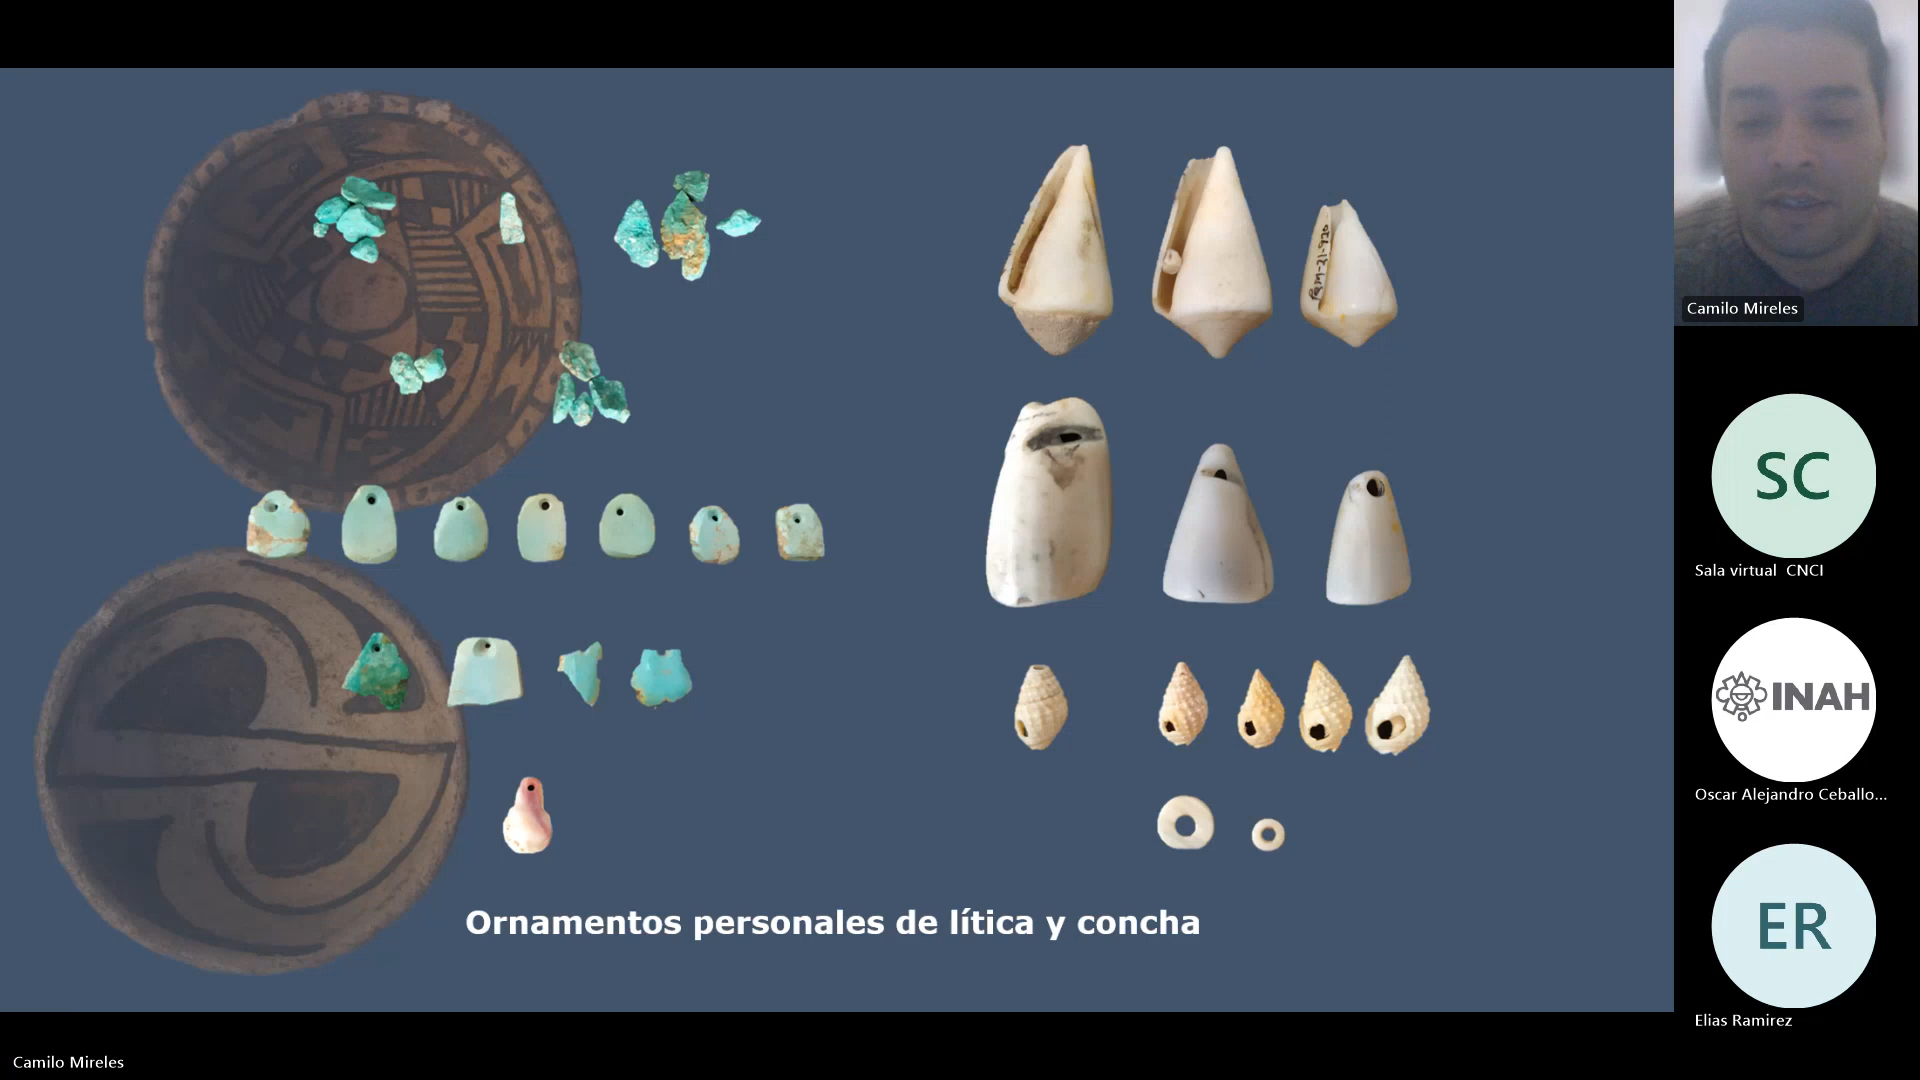 Ornamentos personales de lítica y concha
Camilo Mireles
SC
Sala virtual CNCI
INAH
Oscar Alejandro Ceballo...
ER
Elias Ramirez
Camilo Mireles